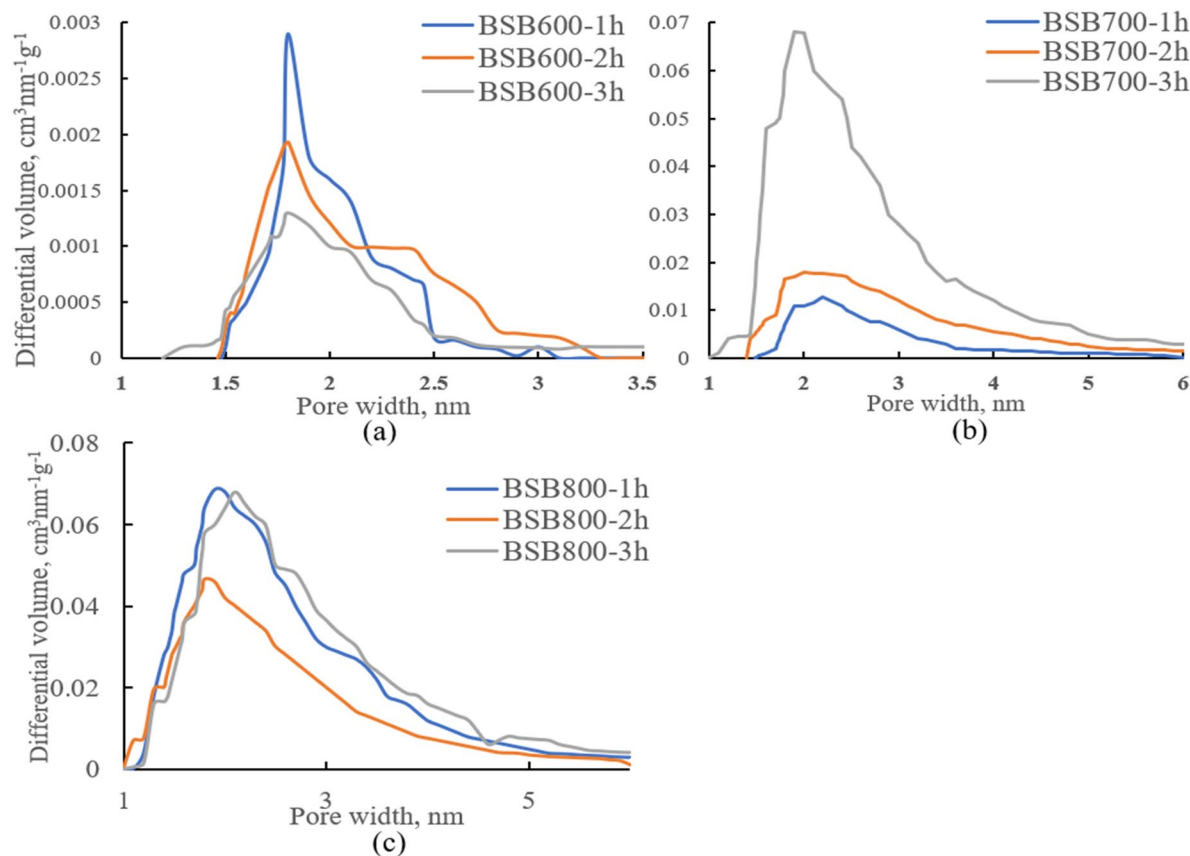 Differential volume, cm³nm⁻¹g⁻¹
0.003
0.0025
0.002
0.0015
0.001
0.0005
0
1
1.5
2
2.5
3
3.5
Pore width, nm
(a)
BSB600-1h
BSB600-2h
BSB600-3h
0.07
0.06
0.05
0.04
0.03
0.02
0.01
0
1
2
3
4
5
6
Pore width, nm
(b)
BSB700-1h
BSB700-2h
BSB700-3h
Differential volume, cm³nm⁻¹g⁻¹
0.08
0.06
0.04
0.02
0
1
3
5
Pore width, nm
(c)
BSB800-1h
BSB800-2h
BSB800-3h